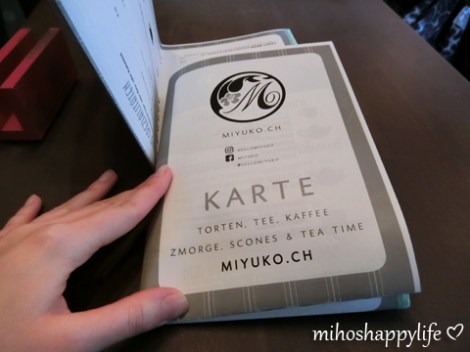 M
MIYUKO.CH
KARTE
TORTEN, TEE, KAFFEE
ZMORGE, SCONES & TEA TIME
MIYUKO.CH
mihoshappylife ♡